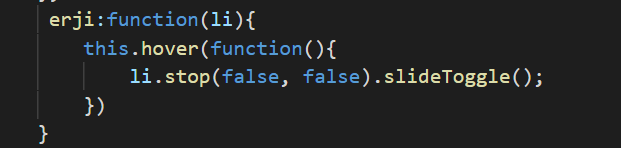 erji:function(li){
this.hover(function(){
li.stop(false, false).slideToggle();
})
}